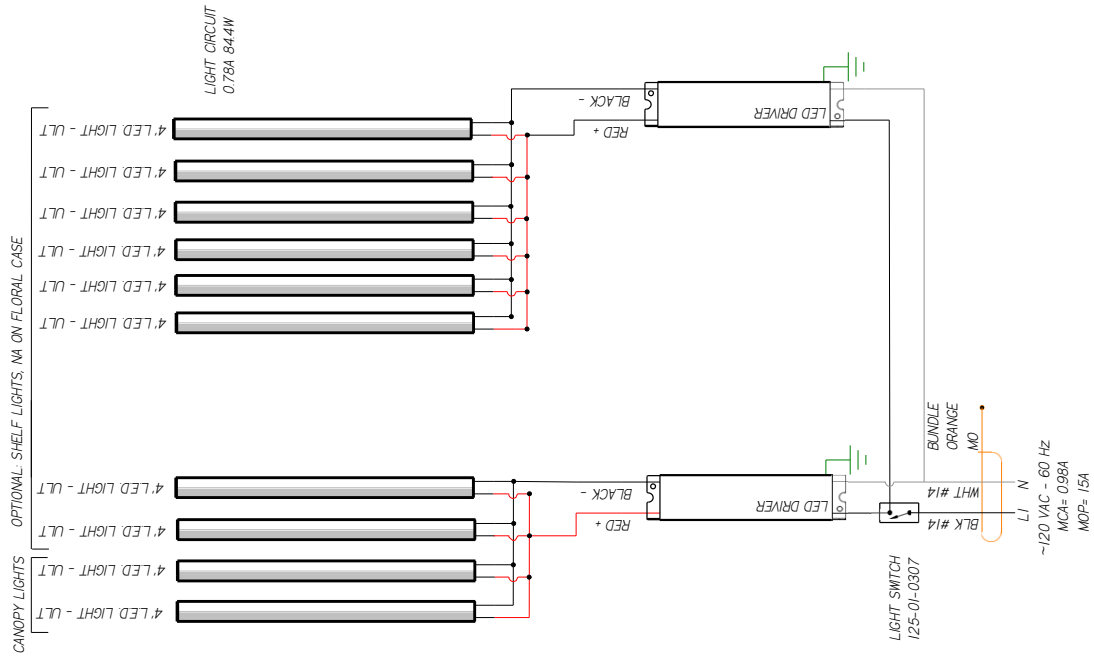 LIGHT CIRCUIT
0.78A 84.4W
OPTIONAL: SHELF LIGHTS, NA ON FLORAL CASE
4' LED. LIGHT - ULT
4' LED. LIGHT - ULT
4' LED. LIGHT - ULT
4' LED. LIGHT - ULT
4' LED. LIGHT - ULT
4' LED. LIGHT - ULT
BLACK -
RED +
LED DRIVER
4' LED. LIGHT - ULT
4' LED. LIGHT - ULT
CANOPY LIGHTS
4' LED. LIGHT - ULT
4' LED. LIGHT - ULT
BLACK -
RED +
LED DRIVER
BUNDLE
ORANGE
MO
WHT #14
N
BLK #14
L1
~120 VAC - 60 Hz
MCA= 0.98A
MOP= 15A
LIGHT SWITCH
125-01-0307